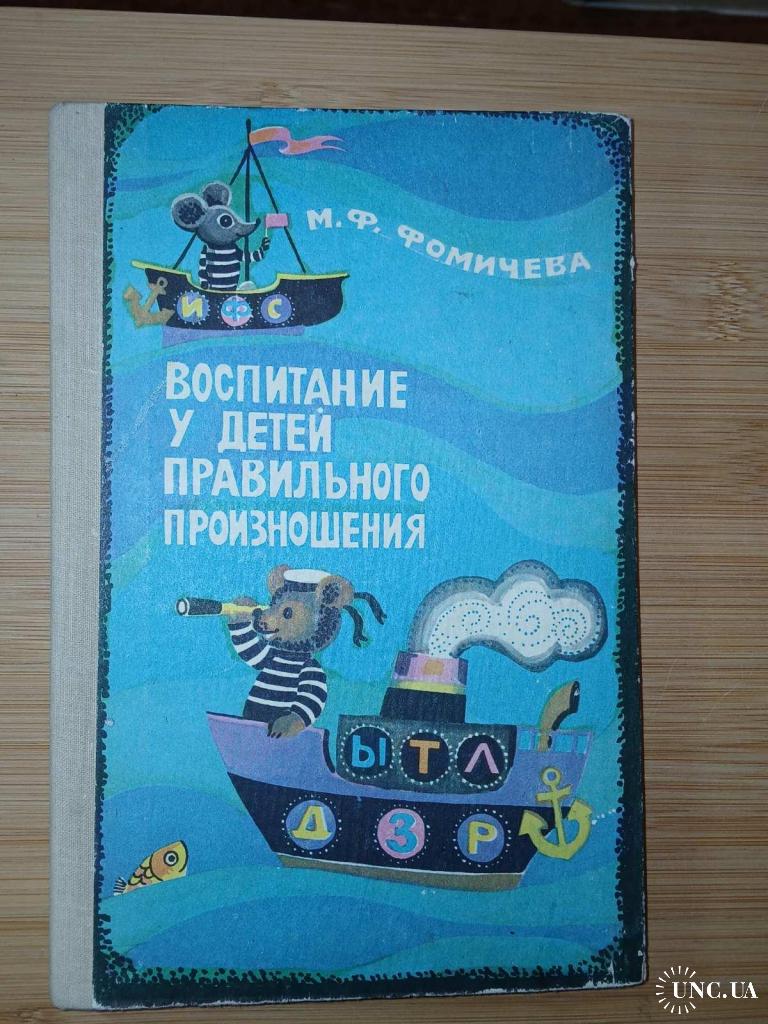 М.Ф. ФОМИЧЕВА
ИФС
ВОСПИТАНИЕ
У ДЕТЕЙ
ПРАВИЛЬНОГО
ПРОИЗНОШЕНИЯ
ЫТЛ
ДЗР
UNC.UA